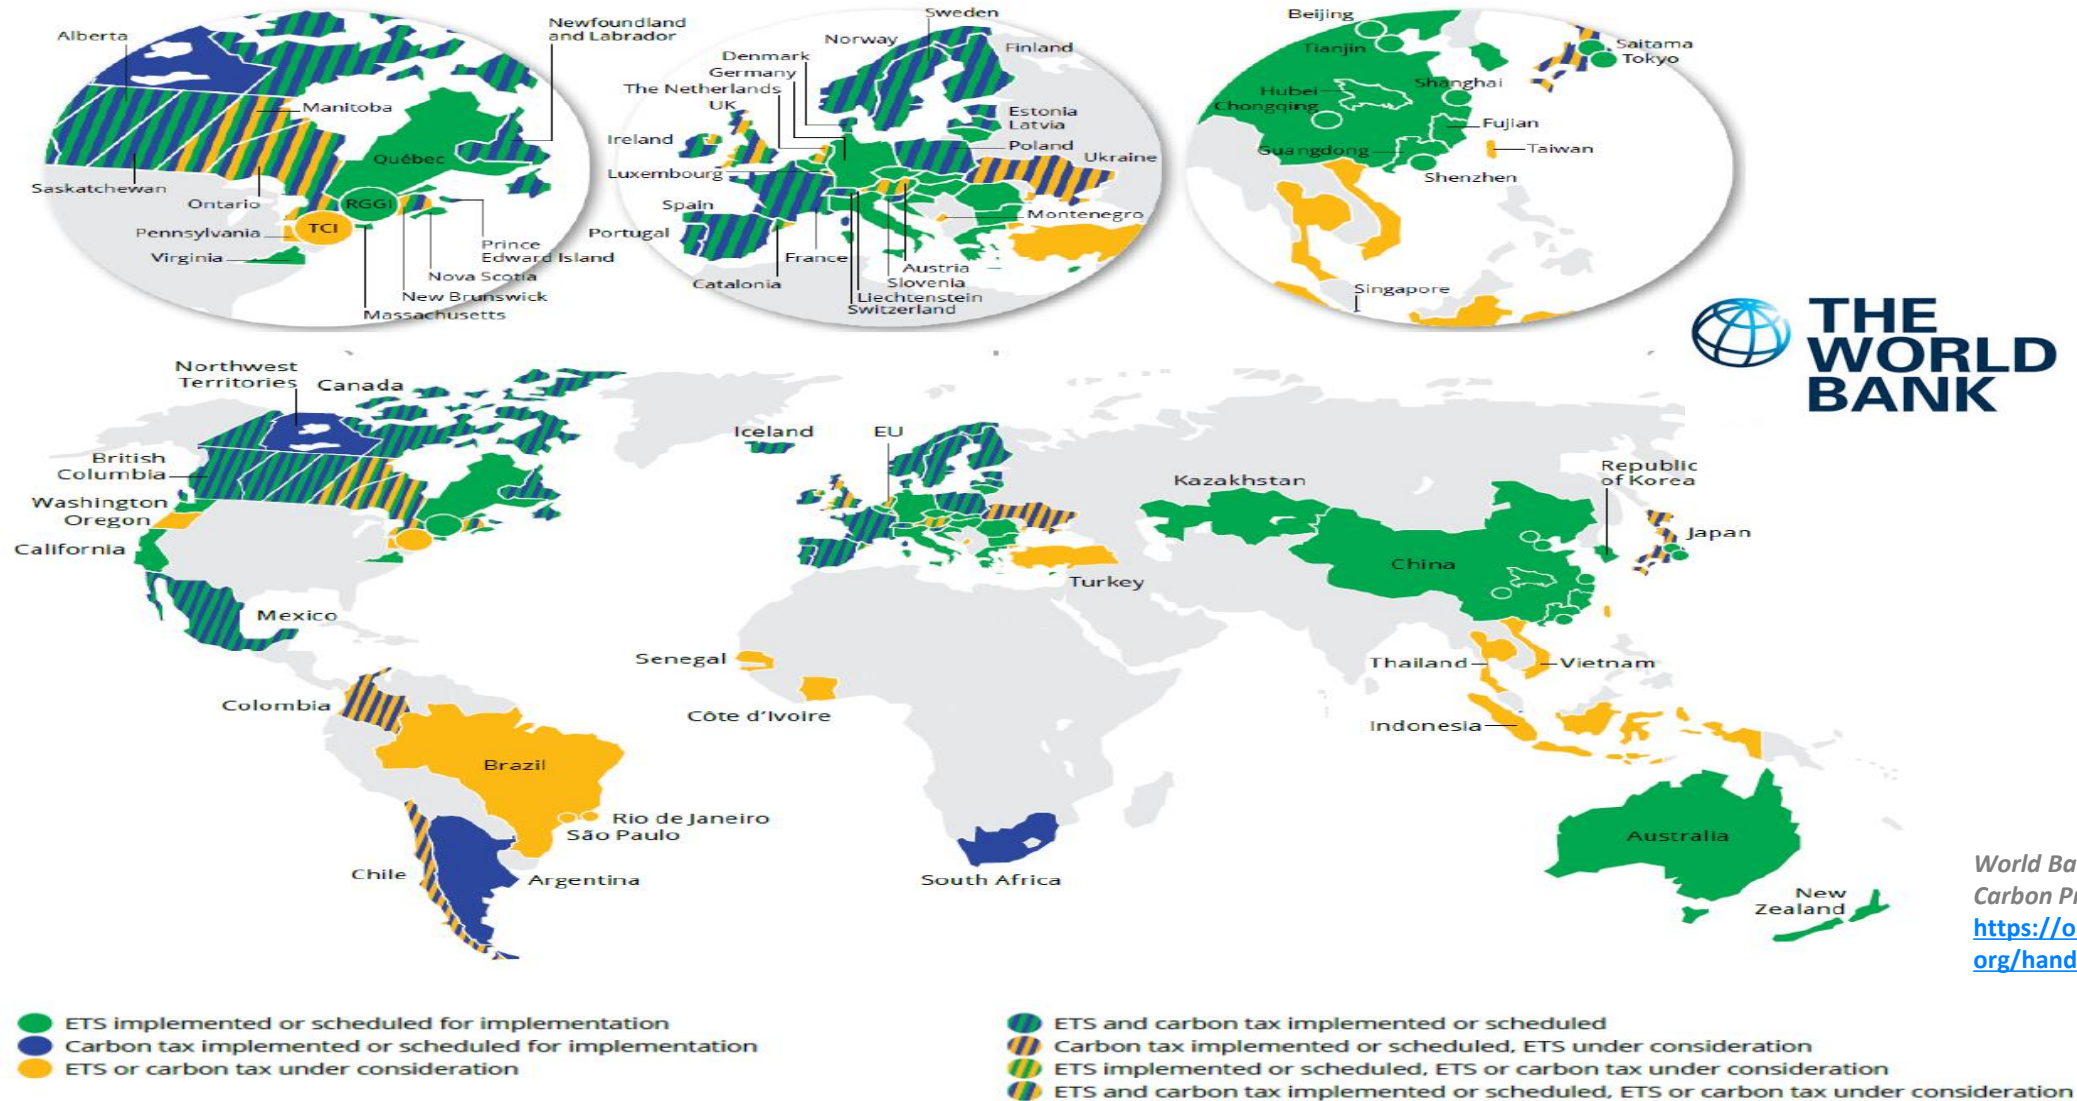 Alberta
Newfoundland
and Labrador
Manitoba
Québec
Saskatchewan
Ontario
RGGI
TCI
Pennsylvania
Virginia
Prince
Edward Island
Nova Scotia
New Brunswick
Massachusetts
Sweden
Norway
Finland
Denmark
Germany
The Netherlands
UK
Ireland
Estonia
Latvia
Poland
Ukraine
Luxembourg
Spain
Portugal
Montenegro
France
Catalonia
Austria
Slovenia
Liechtenstein
Switzerland
Beijing
Tianjin
Saitama
Tokyo
Shanghai
Hubei
Chongqing
Fujian
Guangdong
Taiwan
Shenzhen
Singapore
THE
WORLD
BANK
Northwest
Territories
Canada
British
Columbia
Washington
Oregon
California
Mexico
Iceland
EU
Kazakhstan
Republic
of Korea
Japan
China
Turkey
Senegal
Côte d'Ivoire
Thailand
Vietnam
Indonesia
Colombia
Brazil
Rio de Janeiro
São Paulo
Chile
Argentina
South Africa
Australia
New
Zealand
World Ba
Carbon Pr
https://o
org/hand
ETS implemented or scheduled for implementation
Carbon tax implemented or scheduled for implementation
ETS or carbon tax under consideration
ETS and carbon tax implemented or scheduled
Carbon tax implemented or scheduled, ETS under consideration
ETS implemented or scheduled, ETS or carbon tax under consideration
ETS and carbon tax implemented or scheduled, ETS or carbon tax under consideration